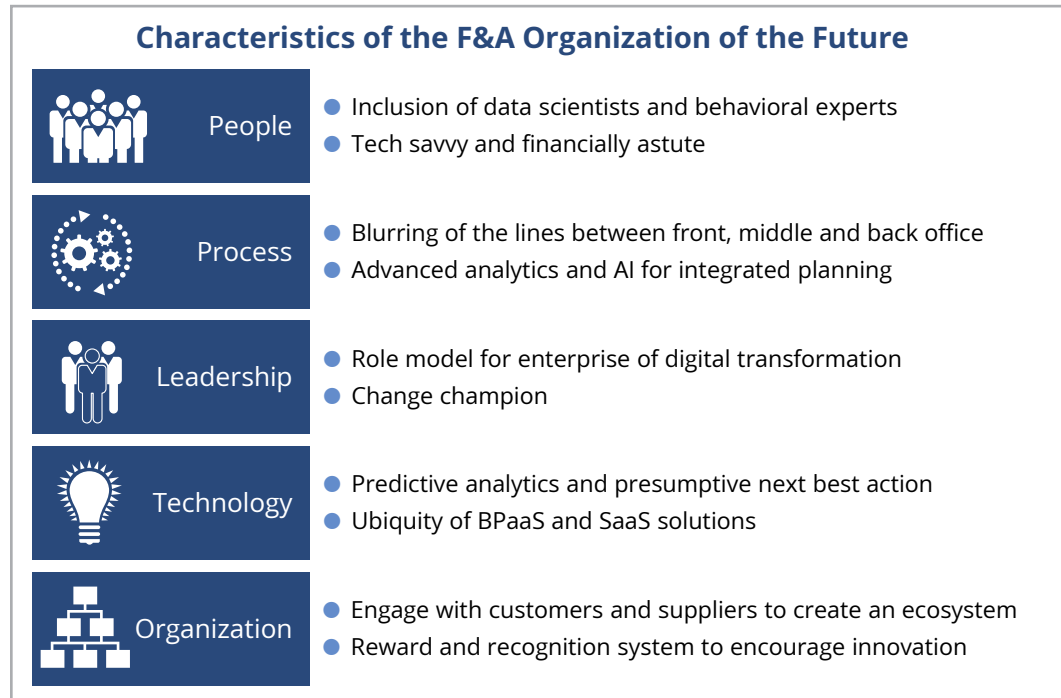 Characteristics of the F&A Organization of the Future
People
Inclusion of data scientists and behavioral experts
Tech savvy and financially astute
Process
Blurring of the lines between front, middle and back office
Advanced analytics and AI for integrated planning
Leadership
Role model for enterprise of digital transformation
Change champion
Technology
Predictive analytics and presumptive next best action
Ubiquity of BPaaS and SaaS solutions
Organization
Engage with customers and suppliers to create an ecosystem
Reward and recognition system to encourage innovation